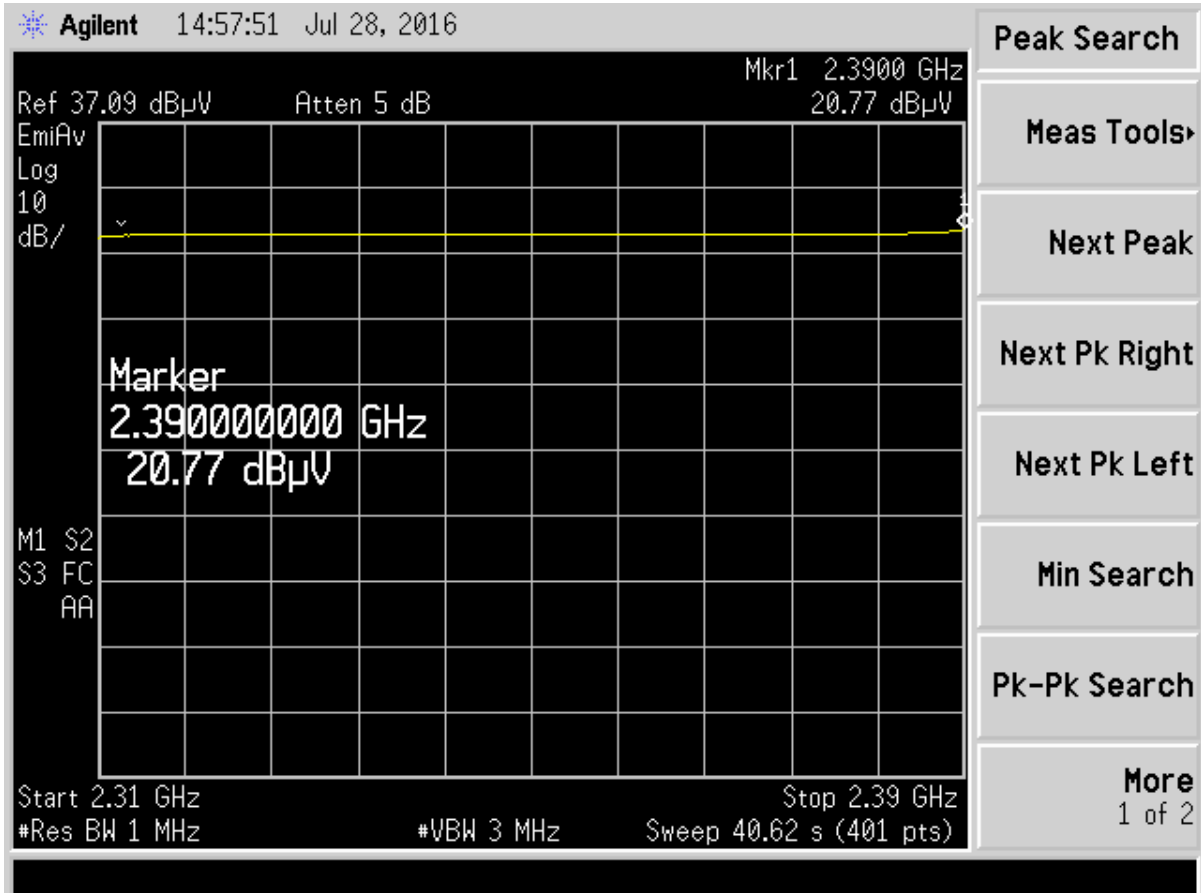 Agilent 14:57:51 Jul 28, 2016
Mkr1 2.3900 GHz
Ref 37.09 dBµV Atten 5 dB 20.77 dBµV
EmiAv
Log
10
dB/
1
Marker
2.390000000 GHz
20.77 dBµV
M1 S2
S3 FC
AA
Start 2.31 GHz Stop 2.39 GHz
#Res BW 1 MHz #VBW 3 MHz Sweep 40.62 s (401 pts)
Peak Search
Meas Tools
Next Peak
Next Pk Right
Next Pk Left
Min Search
Pk-Pk Search
More
1 of 2